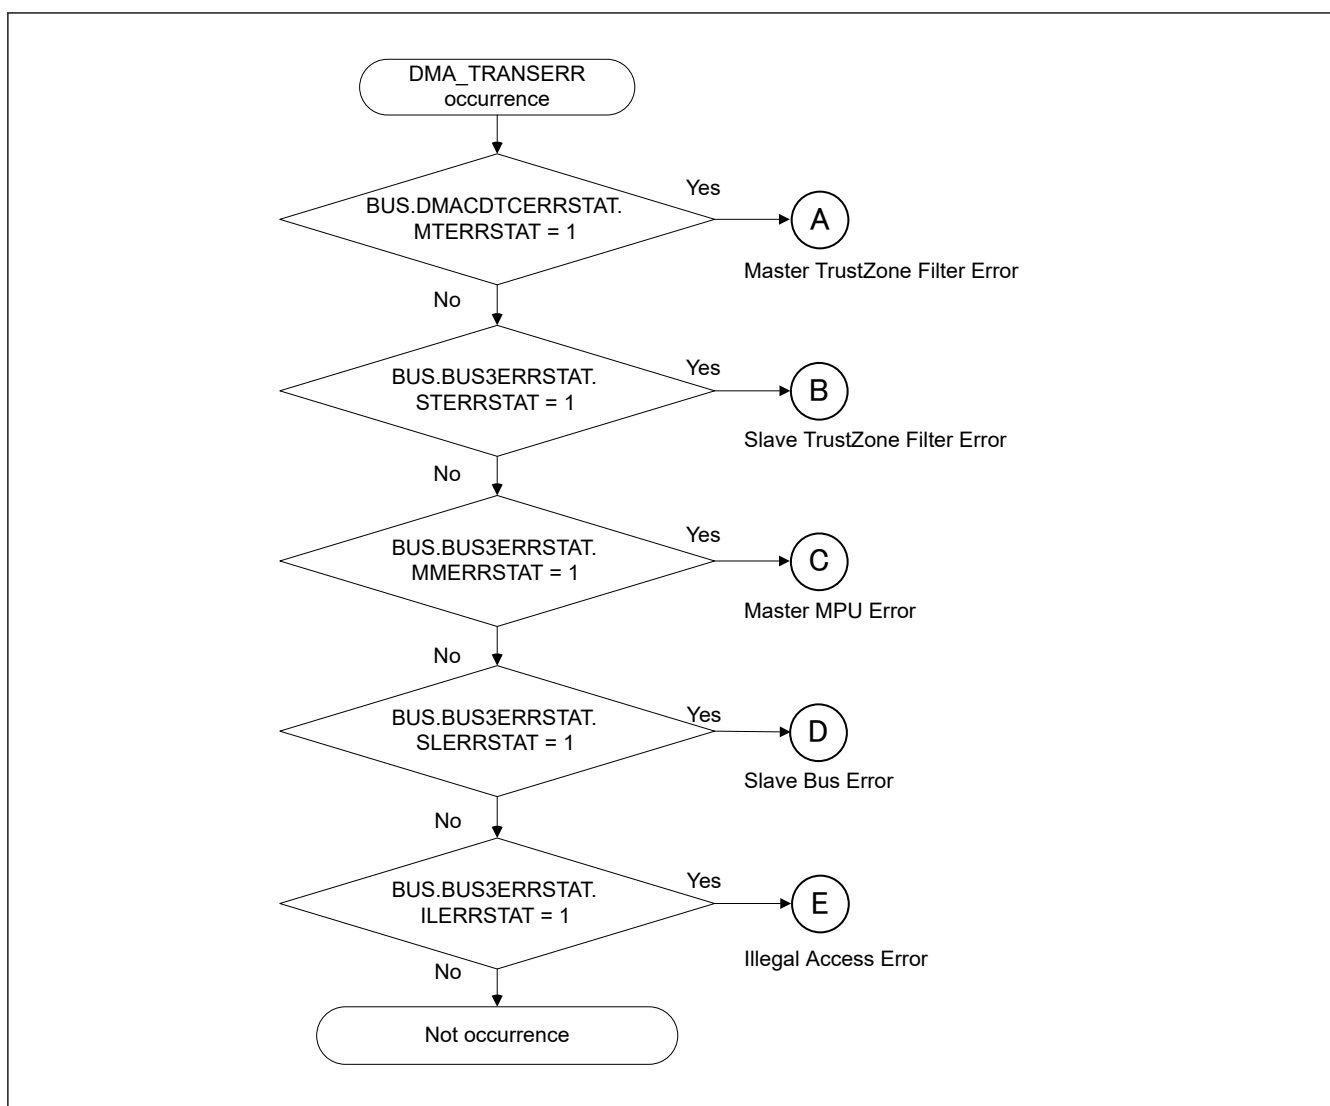 DMA_TRANSERR
occurrence
BUS.DMACDTCERRSTAT.
MTERRSTAT = 1
Yes
A
Master TrustZone Filter Error
No
BUS.BUS3ERRSTAT.
STERRSTAT = 1
Yes
B
Slave TrustZone Filter Error
No
BUS.BUS3ERRSTAT.
MMERRSTAT = 1
Yes
C
Master MPU Error
No
BUS.BUS3ERRSTAT.
SLERRSTAT = 1
Yes
D
Slave Bus Error
No
BUS.BUS3ERRSTAT.
ILERRSTAT = 1
Yes
E
Illegal Access Error
No
Not occurrence